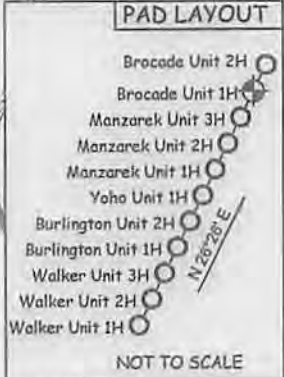 PAD LAYOUT
Brocade Unit 2H
Brocade Unit 1H
Manzarek Unit 3H
Manzarek Unit 2H
Manzarek Unit 1H
Yoho Unit 1H
Burlington Unit 2H
Burlington Unit 1H
Walker Unit 3H
Walker Unit 2H
Walker Unit 1H
N 26°26' E
NOT TO SCALE